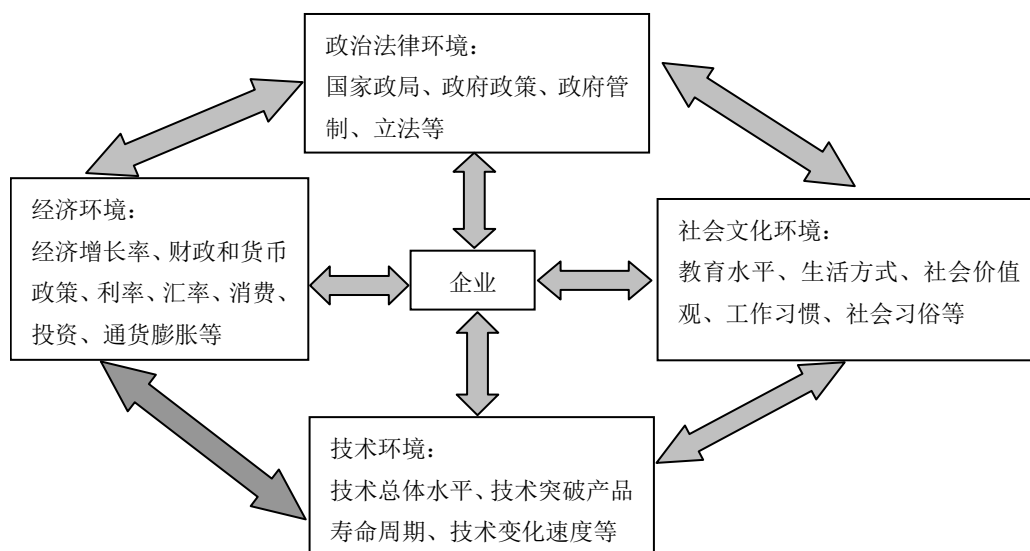 政治法律环境：
国家政局、政府政策、政府管
制、立法等
经济环境：
经济增长率、财政和货币
政策、利率、汇率、消费、
投资、通货膨胀等
企业
社会文化环境：
教育水平、生活方式、社会价值
观、工作习惯、社会习俗等
技术环境：
技术总体水平、技术突破产品
寿命周期、技术变化速度等